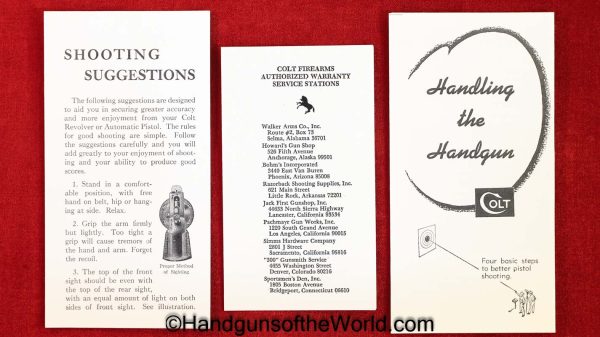 SHOOTING
SUGGESTIONS
The following suggestions are designed
to aid you in securing greater accuracy
and more enjoyment from your Colt
Revolver or Automatic Pistol. The rules
for good shooting are simple. Follow
the suggestions carefully and you will
add greatly to your enjoyment of shoot-
ing and your ability to produce good
scores.
1. Stand in a comfort-
able position, with free
hand on belt, hip or hang-
ing at side. Relax.
2. Grip the arm firmly
but lightly. Too tight a
grip will cause tremors of
the hand and arm. Forget
the recoil.
3. The top of the front
sight should be even with
the top of the rear sight,
with an equal amount of light on both
sides of front sight. See illustration.
Proper Method
of Sighting
COLT FIREARMS
AUTHORIZED WARRANTY
SERVICE STATIONS
Walker Arms Co., Inc.
Route #2, Box 73
Selma, Alabama 36701
Howard's Gun Shop
526 Fifth Avenue
Anchorage, Alaska 99501
Bohm's Incorporated
3440 East Van Buren
Phoenix, Arizona 85008
Razorback Shooting Supplies, Inc.
621 Main Street
Little Rock, Arkansas 72201
Jack First Gunshop, Inc.
44633 North Sierra Highway
Lancaster, California 93534
Pachmayr Gun Works, Inc.
1220 South Grand Avenue
Los Angeles, California 90015
Simms Hardware Company
2801 J Street
Sacramento, California 95816
"300" Gunsmith Service
4655 Washington Street
Denver, Colorado 80216
Sportsmen's Den, Inc.
1805 Boston Avenue
Bridgeport, Connecticut 06610
Handling
the
Handgun
COLT
Four basic steps
to better pistol
shooting.
©HandgunsoftheWorld.com